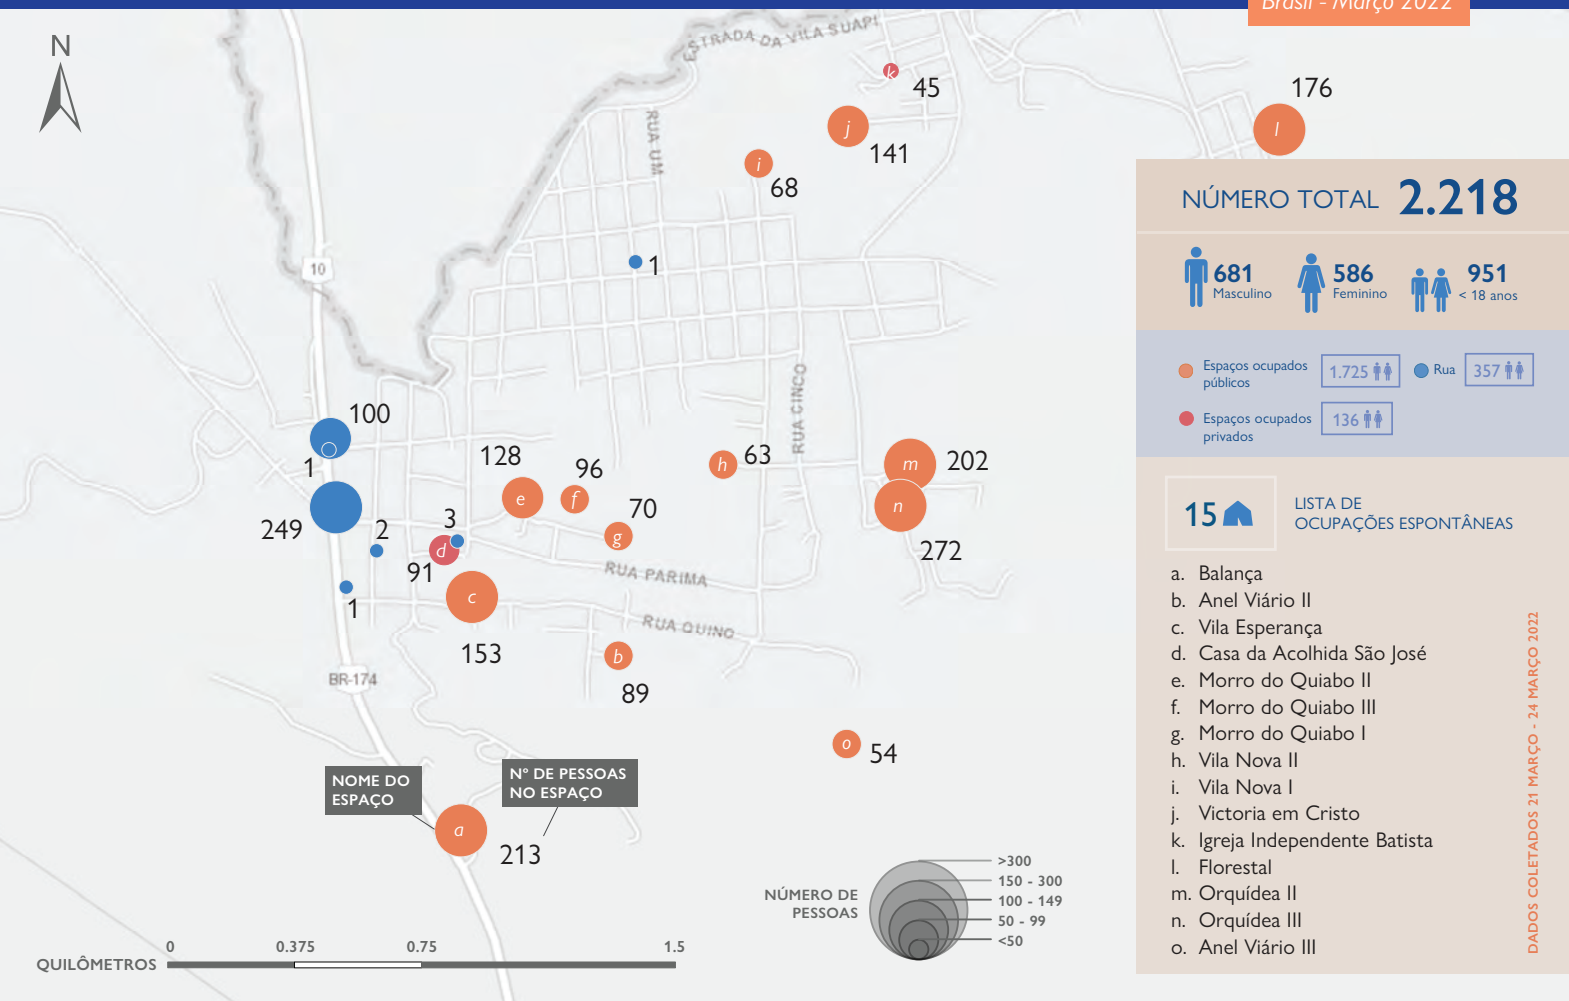 Brasil - Março 2022
N
ESTRADA DA VILA SUAPI
k
45
176
l
j
141
RUA UM
i
68
NÚMERO TOTAL 2.218
681
Masculino
586
Feminino
951
< 18 anos
10
1
Espaços ocupados
públicos
1.725
Rua
357
Espaços ocupados
privados
136
RUA CINCO
100
1
249
2
3
d
91
1
128
e
96
f
70
g
h
63
m
202
n
272
c
153
RUA PARIMA
RUA QUINO
b
89
BR-174
o
54
15
LISTA DE
OCUPAÇÕES ESPONTÂNEAS
a. Balança
b. Anel Viário II
c. Vila Esperança
d. Casa da Acolhida São José
e. Morro do Quiabo II
f. Morro do Quiabo III
g. Morro do Quiabo I
h. Vila Nova II
i. Vila Nova I
j. Victoria em Cristo
k. Igreja Independente Batista
l. Florestal
m. Orquídea II
n. Orquídea III
o. Anel Viário III
DADOS COLETADOS 21 MARÇO - 24 MARÇO 2022
NOME DO
ESPAÇO
Nº DE PESSOAS
NO ESPAÇO
a
213
NÚMERO DE
PESSOAS
>300
150 - 300
100 - 149
50 - 99
<50
0 0.375 0.75 1.5
QUILÔMETROS